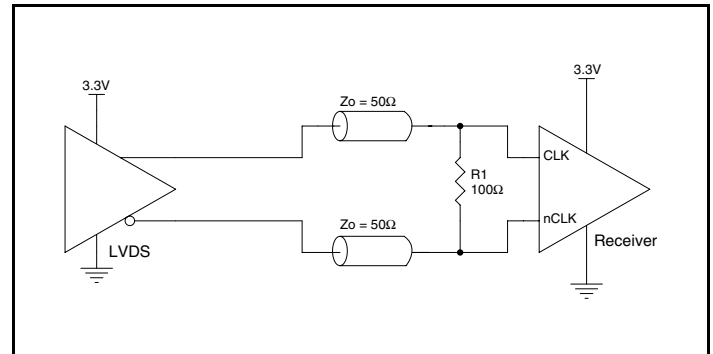 3.3V
3.3V
Zo = 50Ω
CLK
R1
100Ω
Zo = 50Ω
nCLK
Receiver
LVDS